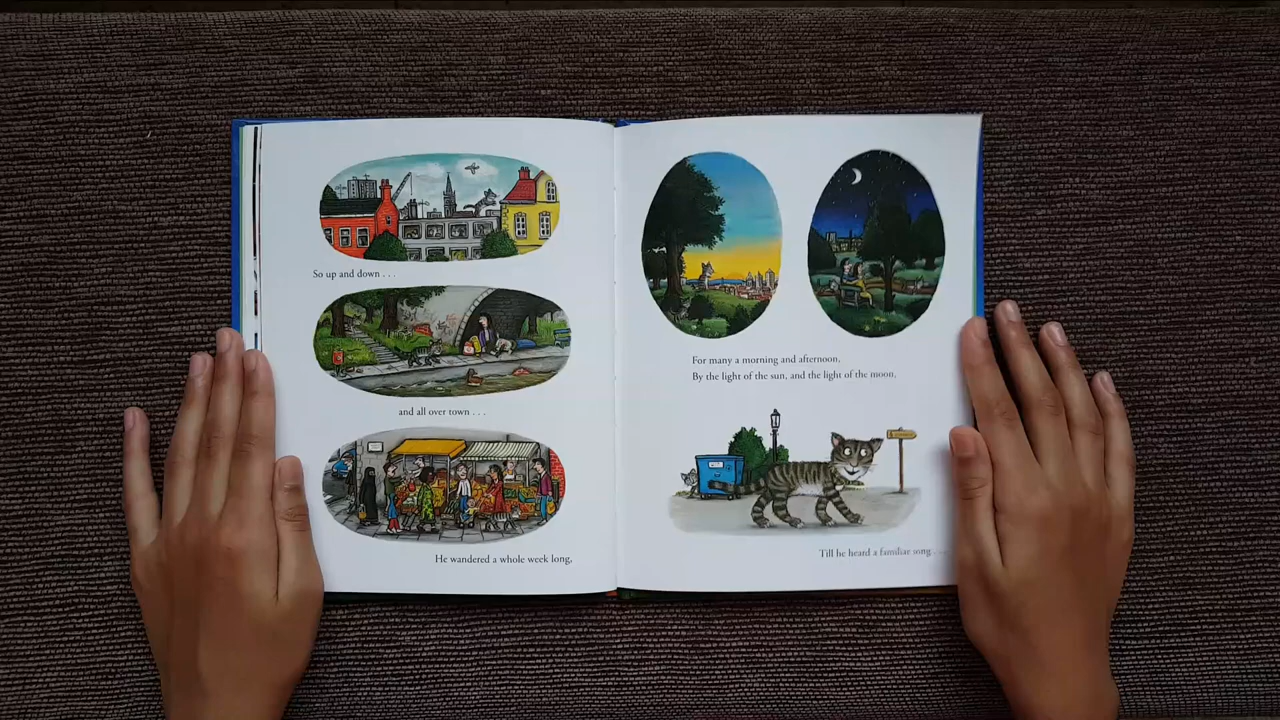 So up and down . . .
and all over town . . .
He wandered a whole week long,
For many a morning and afternoon,
By the light of the sun, and the light of the moon,
Till he heard a familiar song . . .